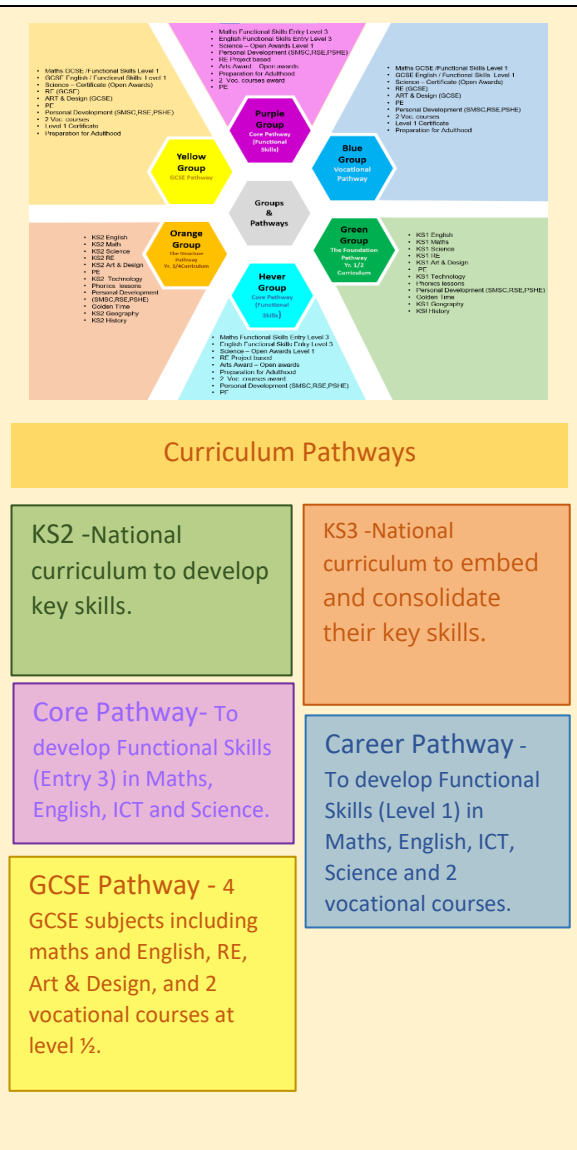 • Maths Functional Skills Entry Level 3
• English Functional Skills Entry Level 3
• Science – Open Awards Level 1
• Personal Development (SMSC,RSE,PSHE)
• RE Project based
• Arts Award – Open awards
• Preparation for Adulthood
• 2 Voc. courses award
• PE
Purple
Group
Core Pathway
(Functional
Skills)
• Maths GCSE /Functional Skills Level 1
• GCSE English / Functional Skills Level 1
• Science – Certificate (Open Awards)
• RE (GCSE)
• ART & Design (GCSE)
• PE
• Personal Development (SMSC,RSE,PSHE)
• 2 Voc. courses
• Level 1 Certificate
• Preparation for Adulthood
Yellow
Group
GCSE Pathway
• Maths GCSE /Functional Skills Level 1
• GCSE English / Functional Skills Level 1
• Science – Certificate (Open Awards)
• RE (GCSE)
• ART & Design (GCSE)
• PE
• Personal Development (SMSC,RSE,PSHE)
• 2 Voc. courses
• Level 1 Certificate
• Preparation for Adulthood
Blue
Group
Vocational
Pathway
Groups
&
Pathways
• KS2 English
• KS2 Math
• KS2 Science
• KS2 RE
• KS2 Art & Design
• PE
• KS2 Technology
• Phonics lessons
• Personal Development
• (SMSC,RSE,PSHE)
• Golden Time
• KS2 Geography
• KS2 History
Orange
Group
The Structure
Pathway
Yr. 3/4Curriculum
Green
Group
The Foundation
Pathway
Yr. 1/2
Curriculum
• KS1 English
• KS1 Maths
• KS1 Science
• KS1 RE
• KS1 Art & Design
• PE
• KS1 Technology
• Phonics lessons
• Personal Development (SMSC,RSE,PSHE)
• Golden Time
• KS1 Geography
• KSI History
Hever
Group
Core Pathway
(Functional
Skills)
• Maths Functional Skills Entry Level 3
• English Functional Skills Entry Level 3
• Science – Open Awards Level 1
• RE Project based
• Arts Award – Open awards
• Preparation for Adulthood
• 2 Voc. courses award
• Personal Development (SMSC,RSE,PSHE)
• PE
Curriculum Pathways
KS2 -National
curriculum to develop
key skills.
KS3 -National
curriculum to embed
and consolidate
their key skills.
Core Pathway- To
develop Functional Skills
(Entry 3) in Maths,
English, ICT and Science.
Career Pathway -
To develop Functional
Skills (Level 1) in
Maths, English, ICT,
Science and 2
vocational courses.
GCSE Pathway - 4
GCSE subjects including
maths and English, RE,
Art & Design, and 2
vocational courses at
level ½.